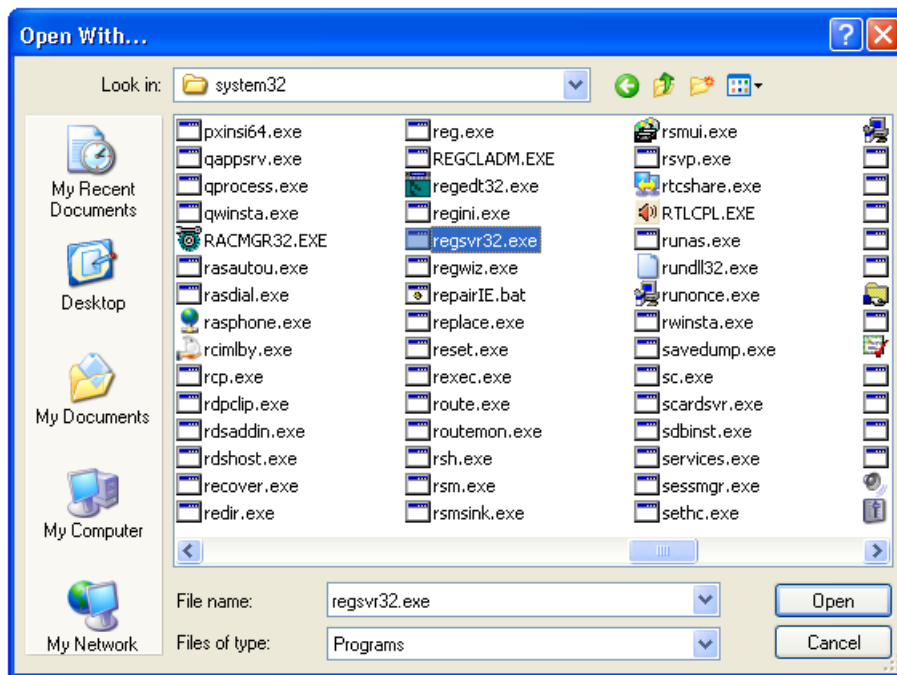 Open With...
Look in: system32
My Recent Documents
Desktop
My Documents
My Computer
My Network
pxinsi64.exe
qappsrv.exe
qprocess.exe
qwinsta.exe
RACMGR32.EXE
rasautou.exe
rasdial.exe
rasphone.exe
rcimlby.exe
rcp.exe
rdpclip.exe
rdsaddin.exe
rdshost.exe
recover.exe
redir.exe
reg.exe
REGCLADM.EXE
regedt32.exe
regini.exe
regsvr32.exe
regwiz.exe
repairIE.bat
replace.exe
reset.exe
rexec.exe
route.exe
routemon.exe
rsh.exe
rsm.exe
rsmsink.exe
rsmui.exe
rsvp.exe
rtcshare.exe
RTLCPL.EXE
runas.exe
rundll32.exe
runonce.exe
rwinsta.exe
savedump.exe
sc.exe
scardsvr.exe
sdbinst.exe
services.exe
sessmgr.exe
sethc.exe
File name: regsvr32.exe Open
Files of type: Programs Cancel